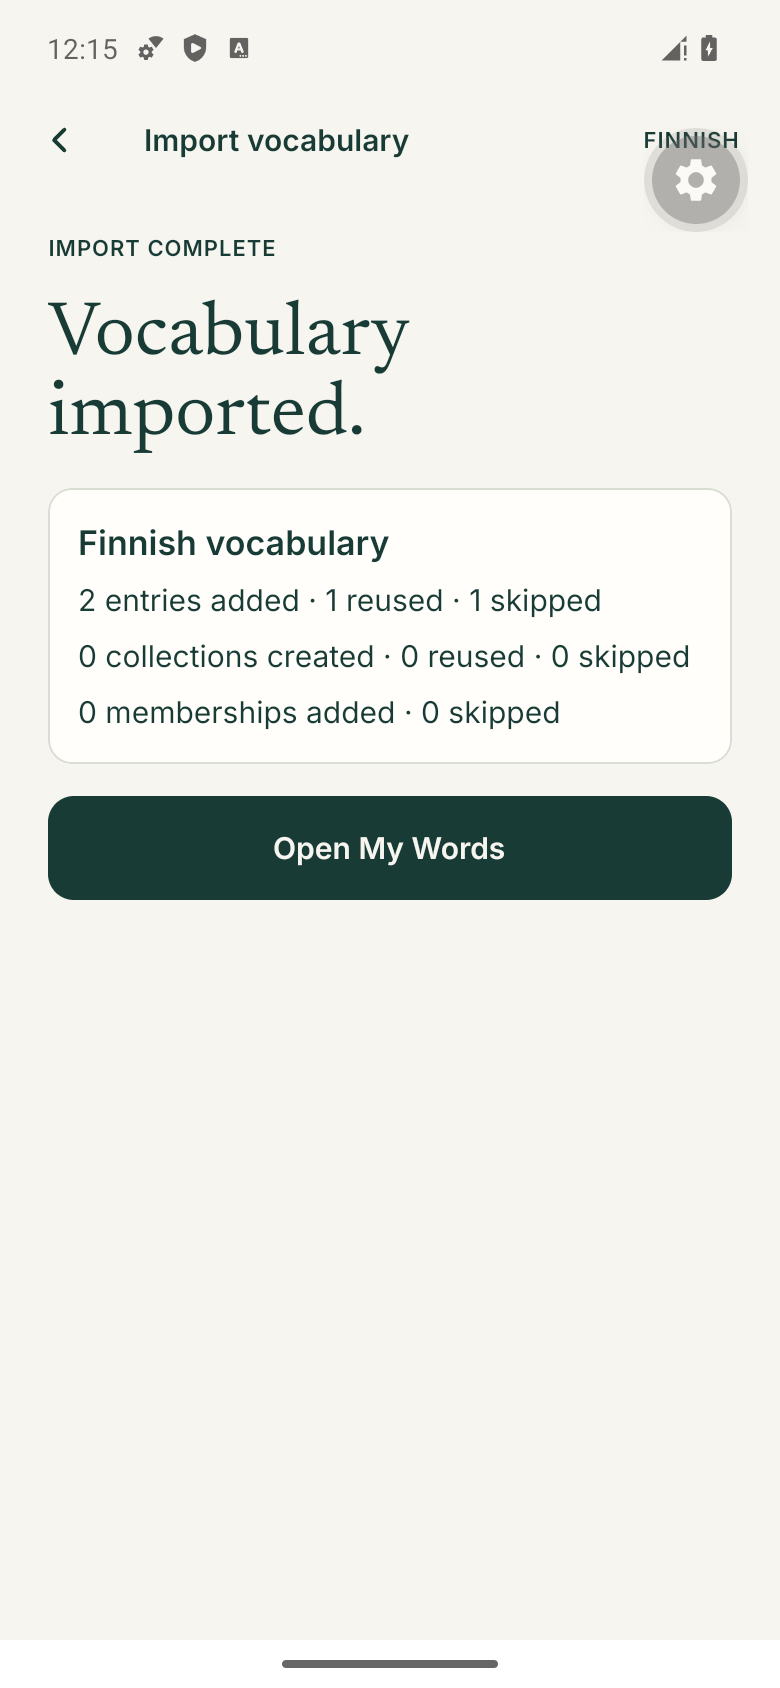 12:15
Import vocabulary
FINNISH
IMPORT COMPLETE
Vocabulary
imported.
Finnish vocabulary
2 entries added · 1 reused · 1 skipped
0 collections created · 0 reused · 0 skipped
0 memberships added · 0 skipped
Open My Words